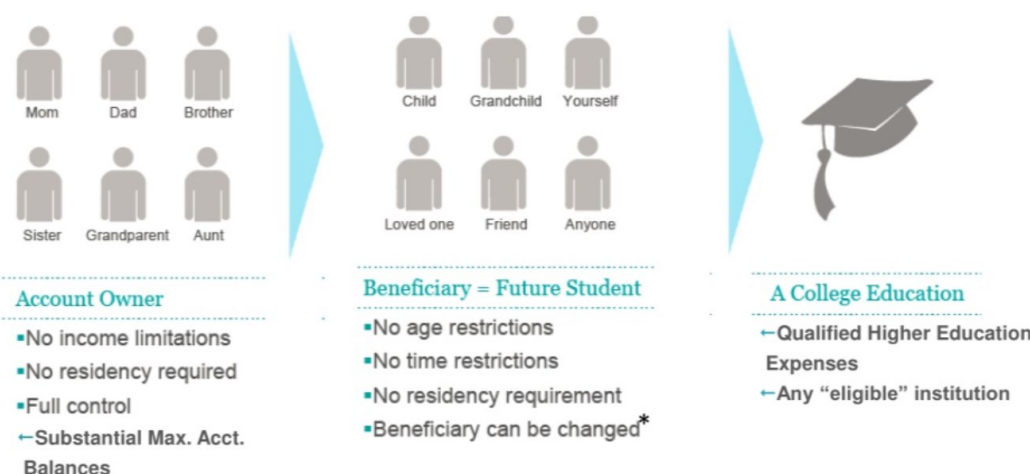 Mom Dad Brother
Sister Grandparent Aunt
Account Owner
▪No income limitations
▪No residency required
▪Full control
←Substantial Max. Acct.
Balances
Child Grandchild Yourself
Loved one Friend Anyone
Beneficiary = Future Student
▪No age restrictions
▪No time restrictions
▪No residency requirement
▪Beneficiary can be changed*
A College Education
←Qualified Higher Education
Expenses
←Any “eligible” institution